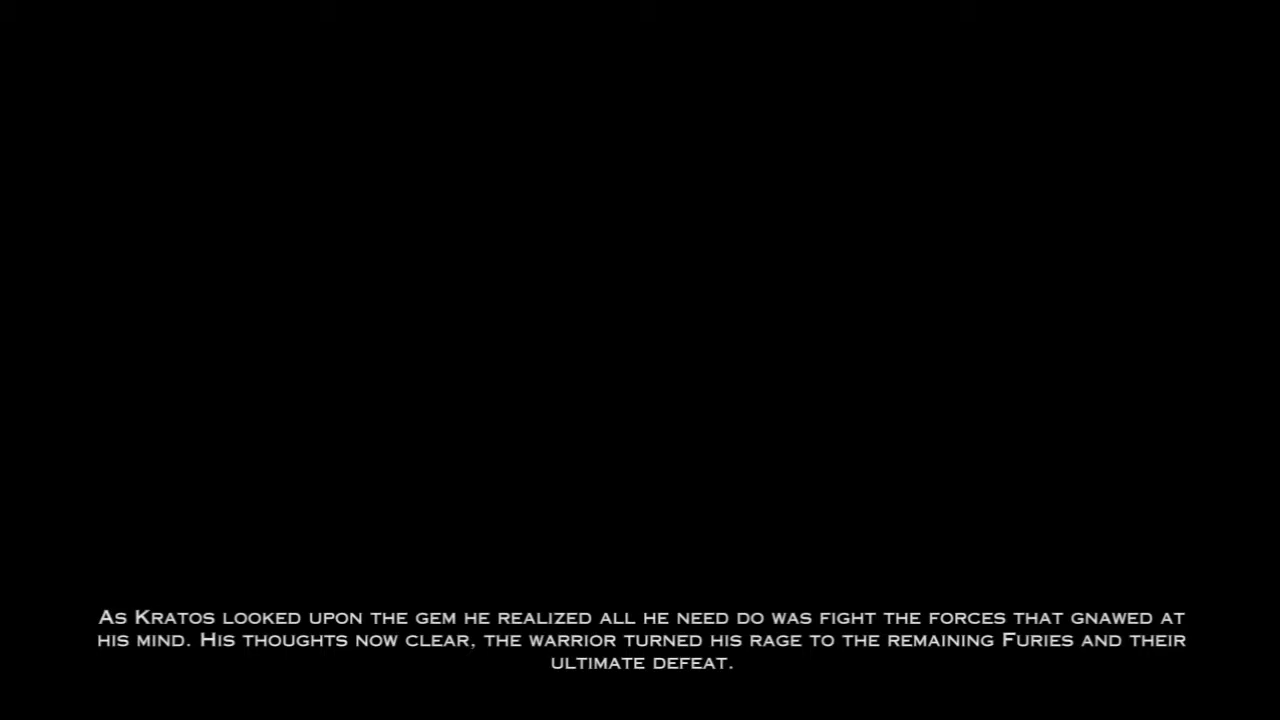 As Kratos looked upon the gem he realized all he need do was fight the forces that gnawed at
his mind. His thoughts now clear, the warrior turned his rage to the remaining Furies and their
ultimate defeat.